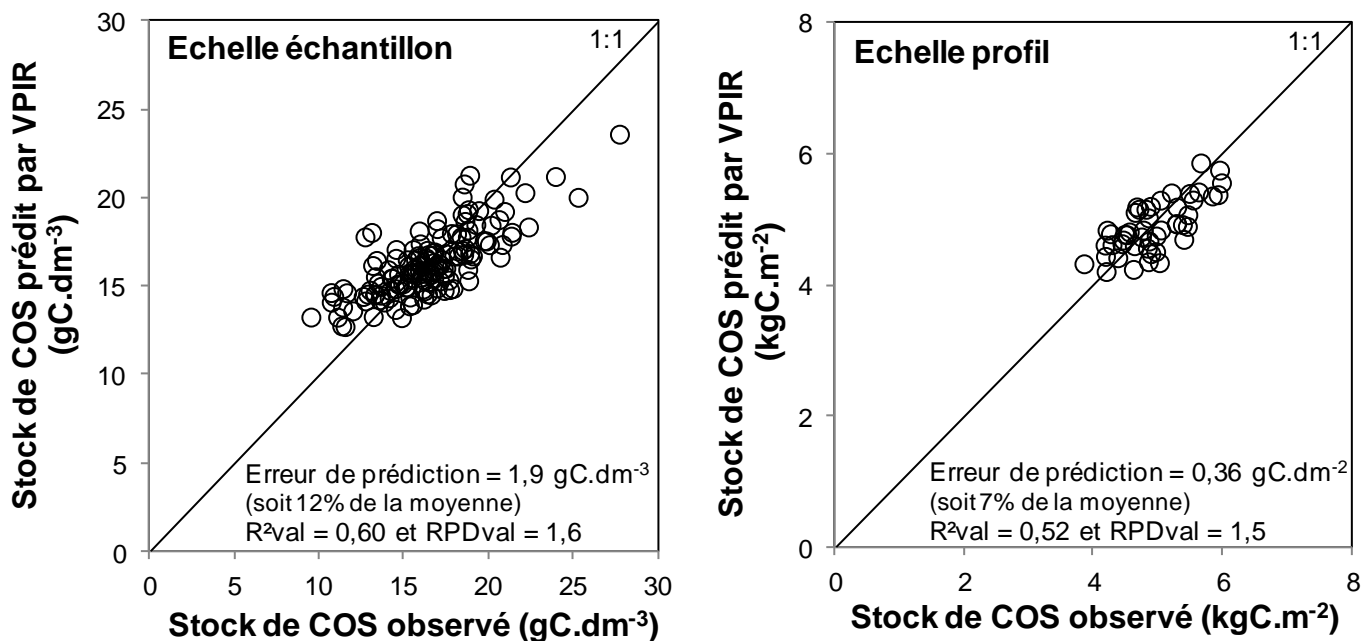 Stock de COS prédit par VPIR
(gC.dm-3)
30
25
20
15
10
5
0
Echelle échantillon
1:1
Erreur de prédiction = 1,9 gC.dm-3
(soit 12% de la moyenne)
R²val = 0,60 et RPDval = 1,6
0 5 10 15 20 25 30
Stock de COS observé (gC.dm-3)
Stock de COS prédit par VPIR
(kgC.m-2)
8
6
4
2
0
Echelle profil
1:1
Erreur de prédiction = 0,36 gC.dm-2
(soit 7% de la moyenne)
R²val = 0,52 et RPDval = 1,5
0 2 4 6 8
Stock de COS observé (kgC.m-2)